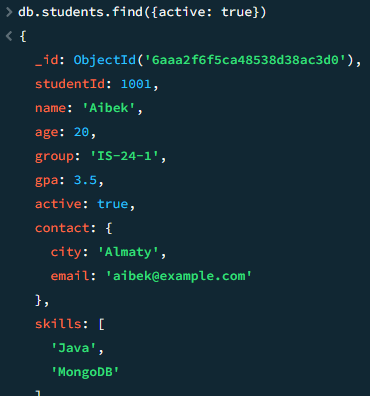 > db.students.find({active: true})
< {
_id: ObjectId('6aaa2f6f5ca48538d38ac3d0'),
studentId: 1001,
name: 'Aibek',
age: 20,
group: 'IS-24-1',
gpa: 3.5,
active: true,
contact: {
city: 'Almaty',
email: 'aibek@example.com'
},
skills: [
'Java',
'MongoDB'
]